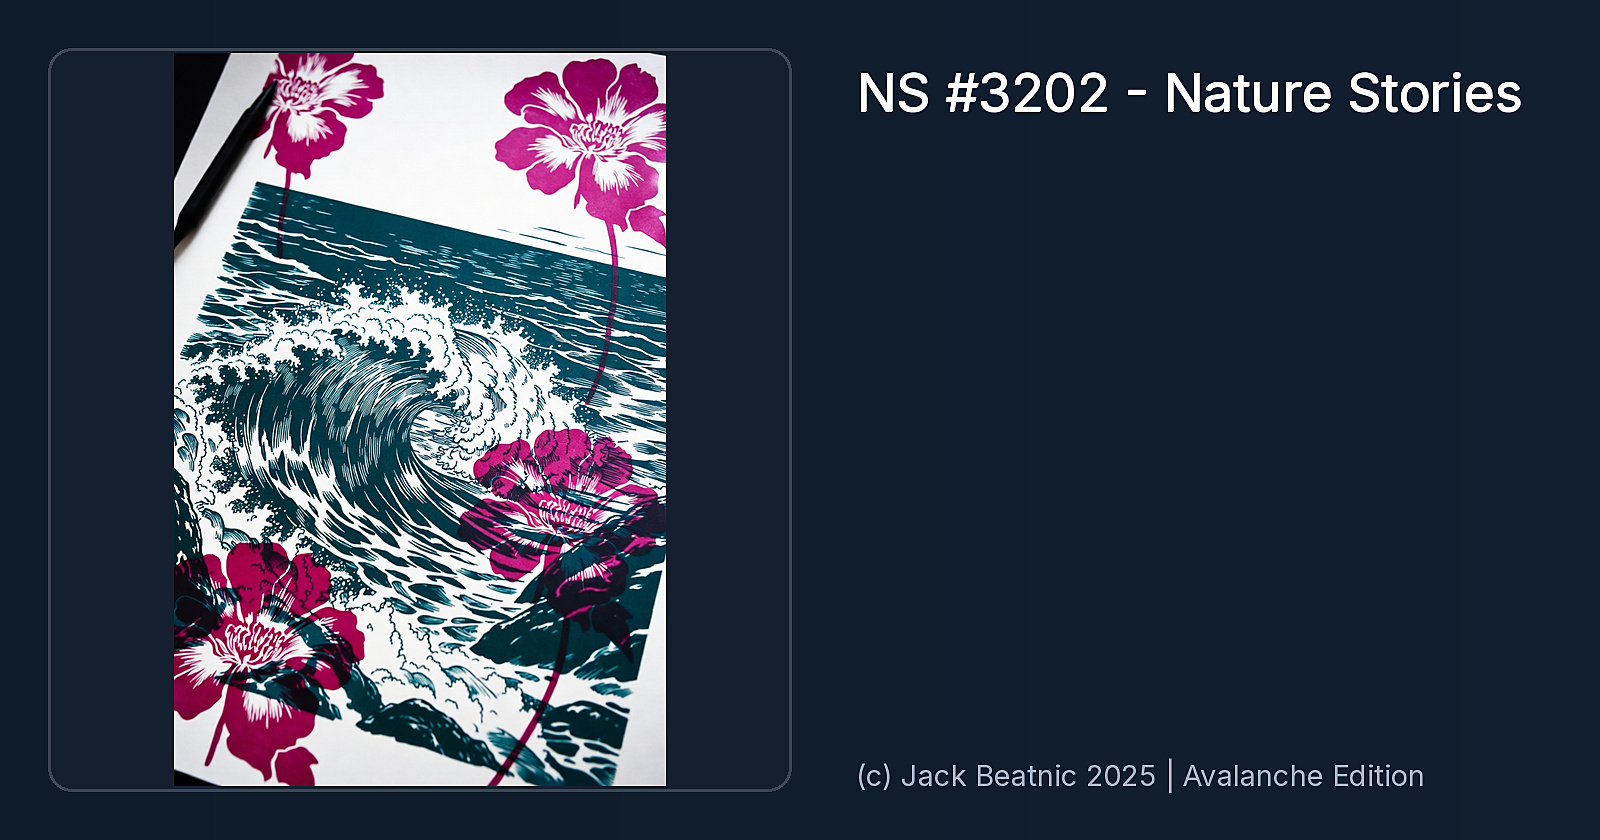 NS #3202 - Nature Stories
(c) Jack Beatnic 2025 | Avalanche Edition